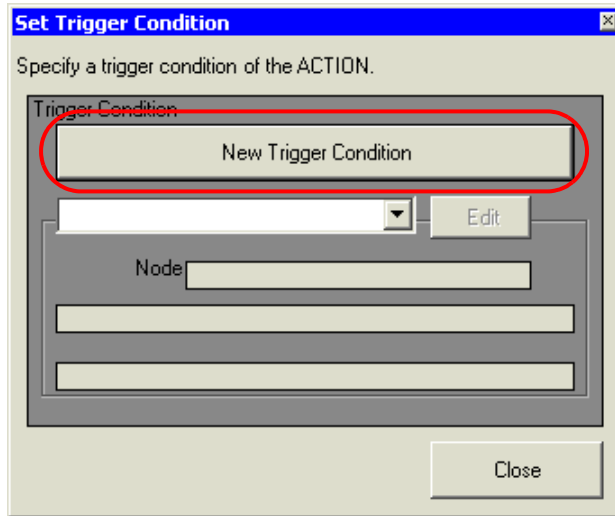 Set Trigger Condition
Specify a trigger condition of the ACTION.
Trigger Condition
New Trigger Condition
Edit
Node
Close